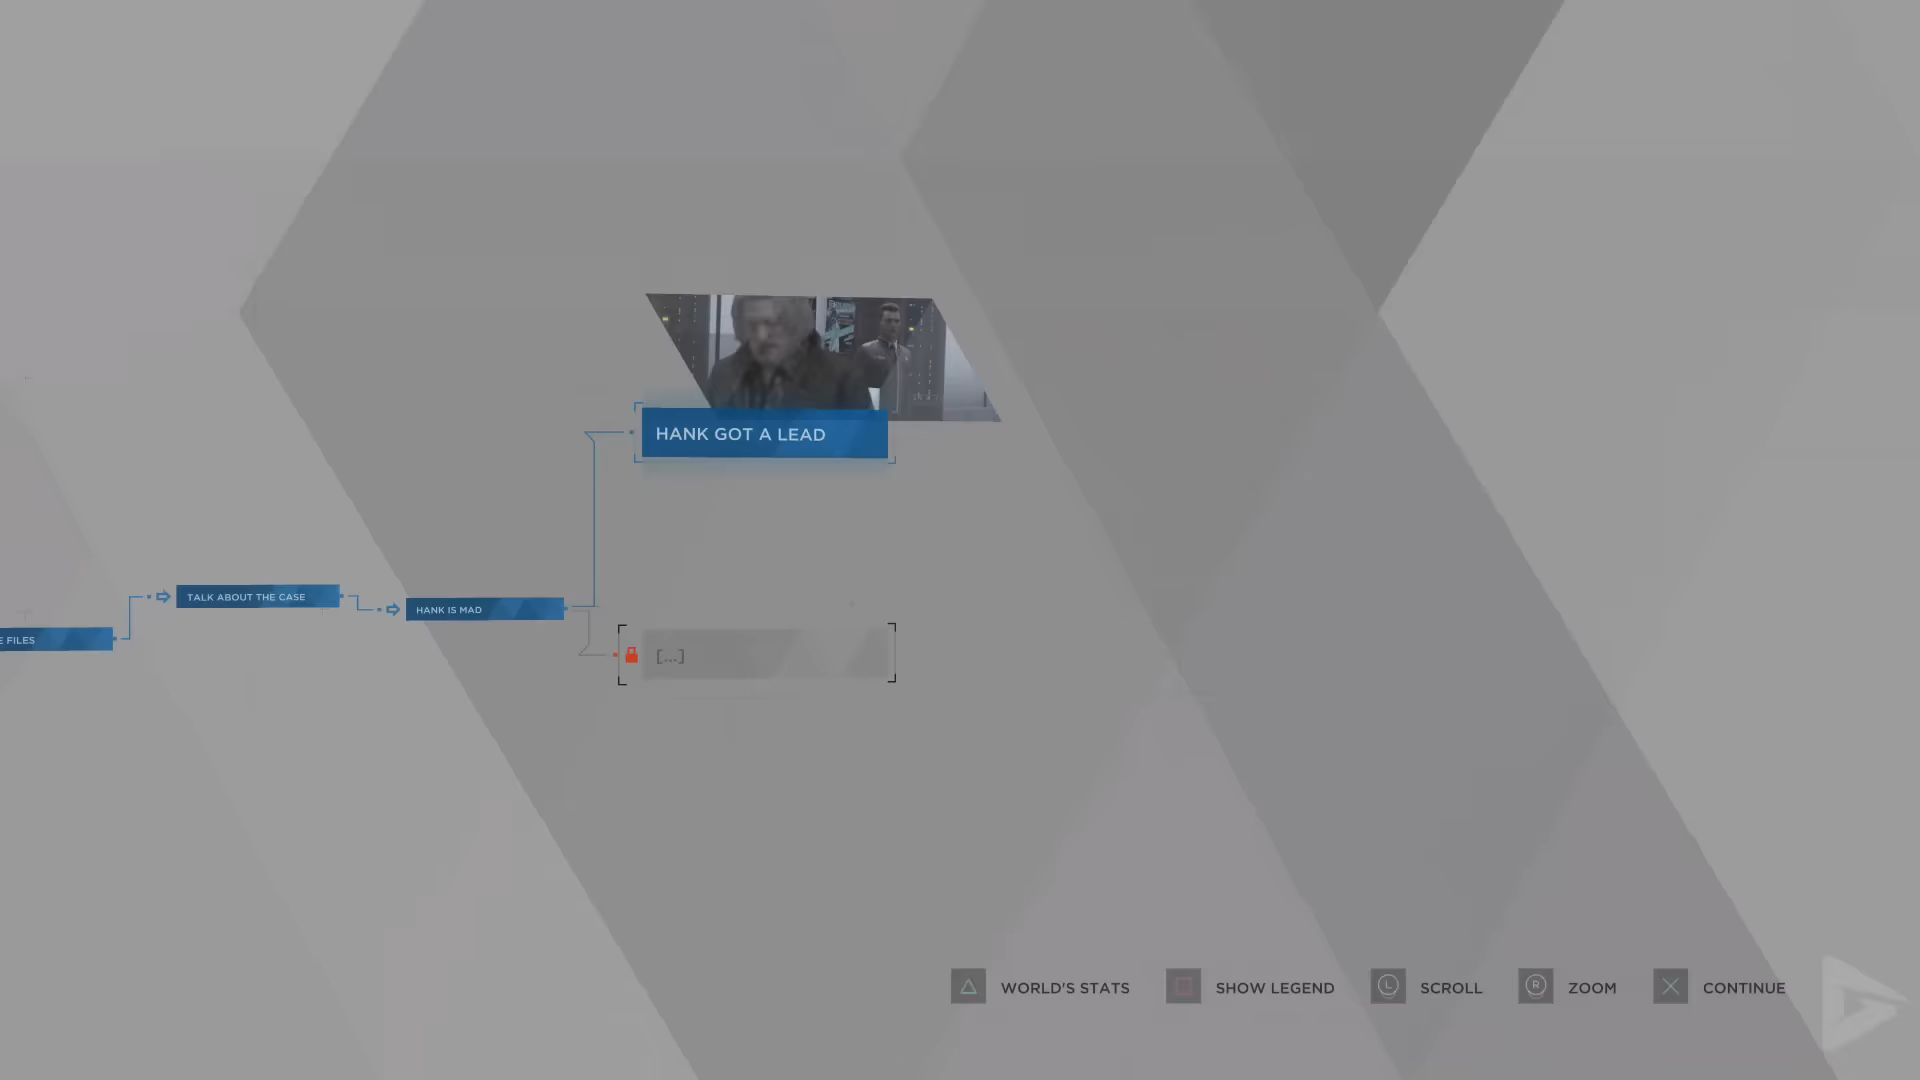 HANK GOT A LEAD
TALK ABOUT THE CASE
HANK IS MAD
E FILES
[...]
WORLD'S STATS
SHOW LEGEND
L
SCROLL
R
ZOOM
CONTINUE